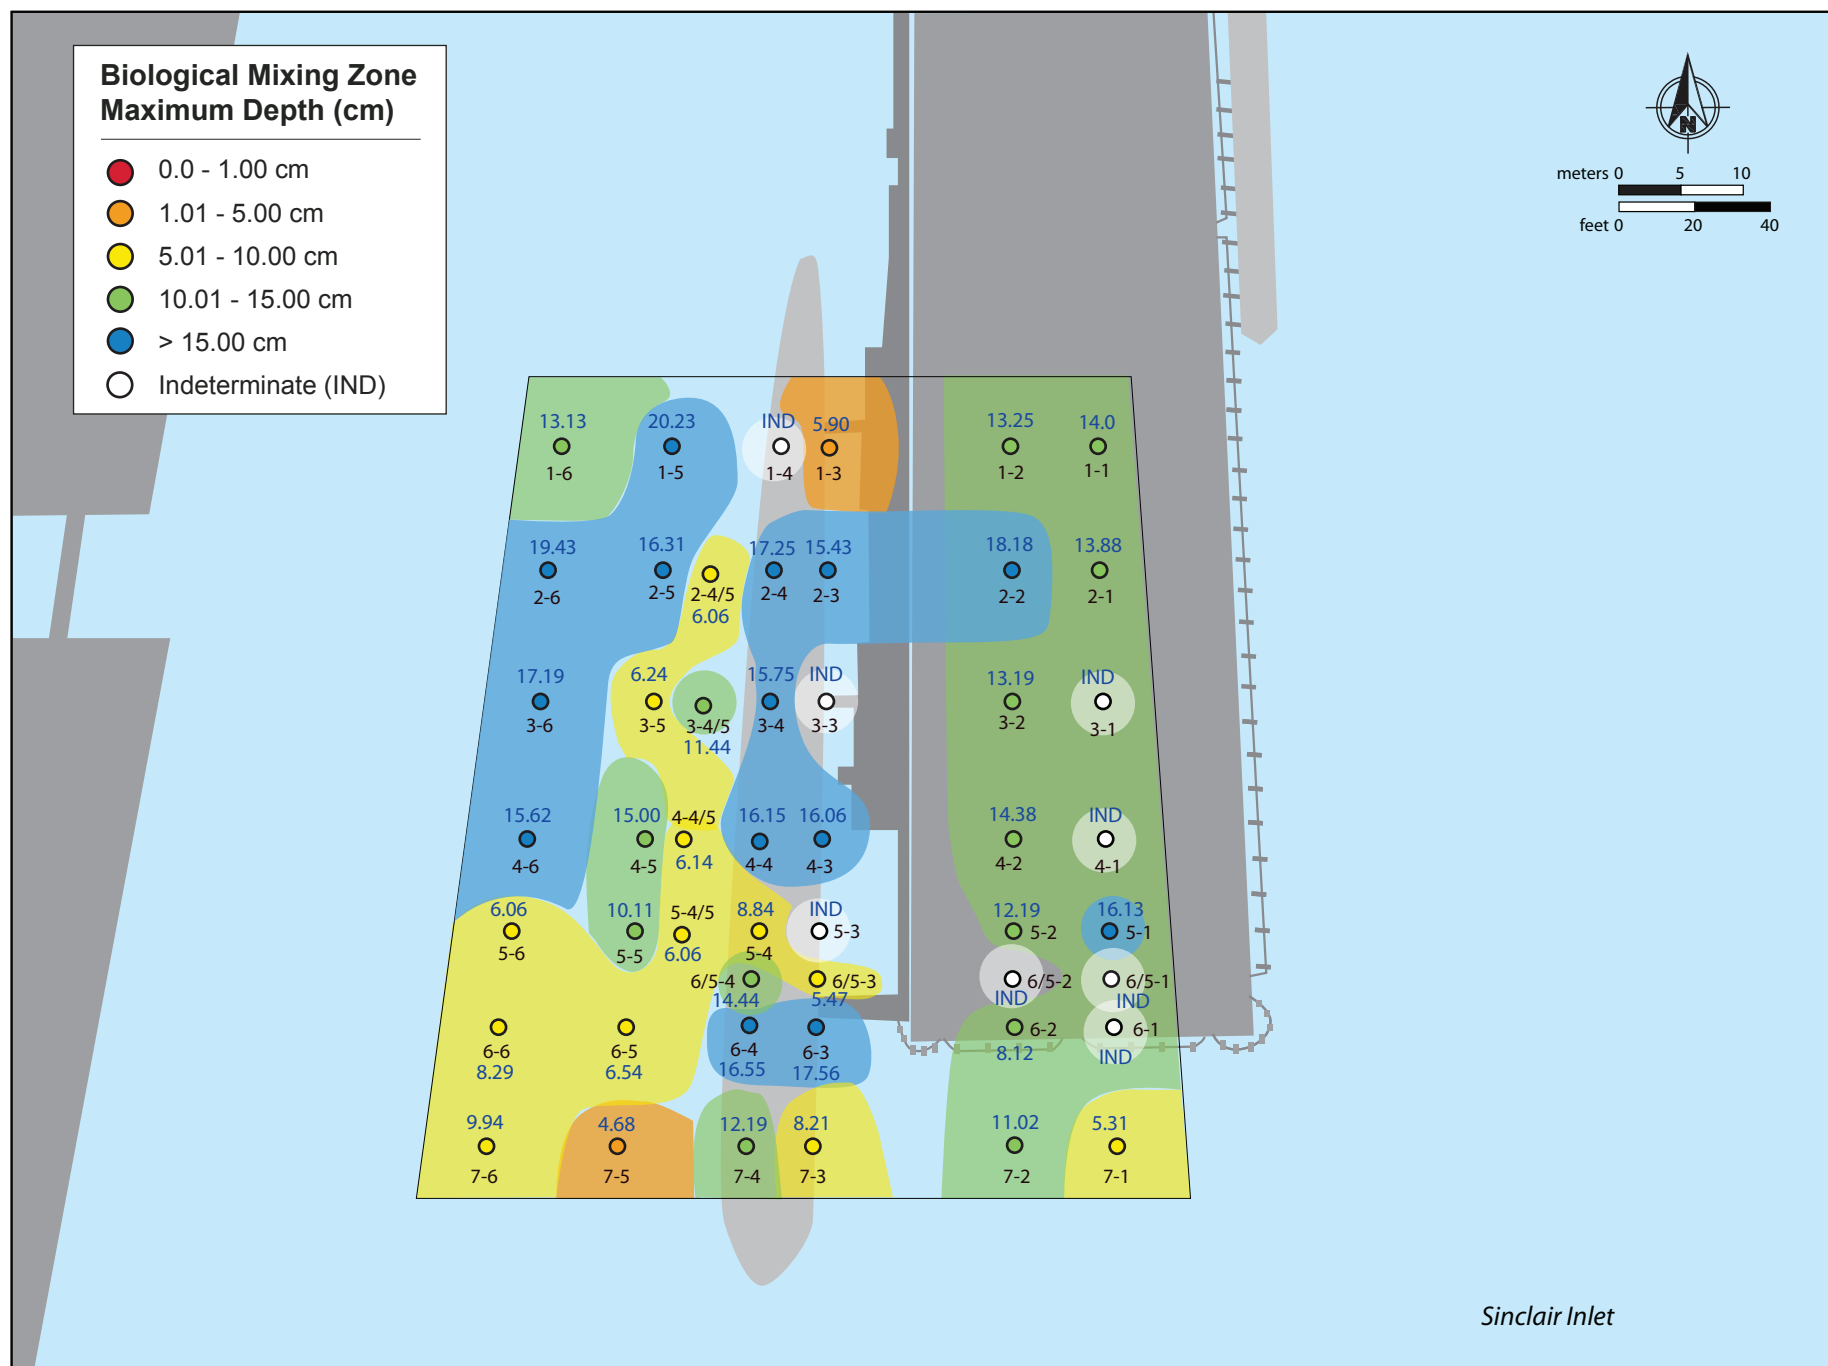 Biological Mixing Zone
Maximum Depth (cm)
0.0 - 1.00 cm
1.01 - 5.00 cm
5.01 - 10.00 cm
10.01 - 15.00 cm
> 15.00 cm
Indeterminate (IND)
N
meters 0 5 10
feet 0 20 40
13.13 20.23 IND 5.90 13.25 14.0
1-6 1-5 1-4 1-3 1-2 1-1
19.43 16.31 17.25 15.43 18.18 13.88
2-6 2-5 2-4/5 2-4 2-3 2-2 2-1
6.06
17.19 6.24 15.75 IND 13.19 IND
3-6 3-5 3-4/5 3-4 3-3 3-2 3-1
11.44
15.62 15.00 4-4/5 16.15 16.06 14.38 IND
4-6 4-5 6.14 4-4 4-3 4-2 4-1
6.06 10.11 5-4/5 8.84 IND 12.19 16.13
5-3 5-2 5-1
5-6 5-5 6.06 5-4
6/5-4 6/5-3 6/5-2 6/5-1
14.44 5.47 IND IND
6-2 6-1
6-6 6-5 6-4 6-3 8.12 IND
8.29 6.54 16.55 17.56
9.94 4.68 12.19 8.21 11.02 5.31
7-6 7-5 7-4 7-3 7-2 7-1
Sinclair Inlet